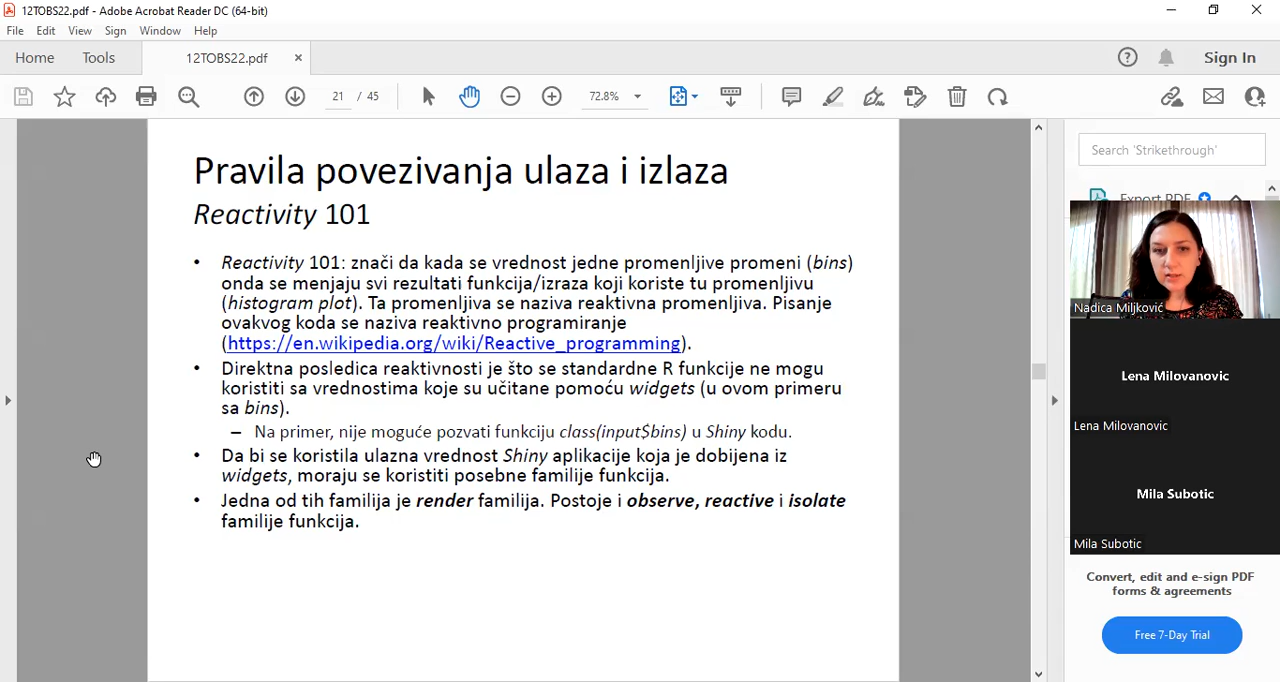 12TOBS22.pdf - Adobe Acrobat Reader DC (64-bit)
File Edit View Sign Window Help
Home Tools 12TOBS22.pdf × Sign In
21 / 45 72.8%
Search 'Strikethrough'
Export PDF
Pravila povezivanja ulaza i izlaza
Reactivity 101
• Reactivity 101: znači da kada se vrednost jedne promenljive promeni (bins)
onda se menjaju svi rezultati funkcija/izraza koji koriste tu promenljivu
(histogram plot). Ta promenljiva se naziva reaktivna promenljiva. Pisanje
ovakvog koda se naziva reaktivno programiranje
(https://en.wikipedia.org/wiki/Reactive_programming).
• Direktna posledica reaktivnosti je što se standardne R funkcije ne mogu
koristiti sa vrednostima koje su učitane pomoću widgets (u ovom primeru
sa bins).
– Na primer, nije moguće pozvati funkciju class(input$bins) u Shiny kodu.
• Da bi se koristila ulazna vrednost Shiny aplikacije koja je dobijena iz
widgets, moraju se koristiti posebne familije funkcija.
• Jedna od tih familija je render familija. Postoje i observe, reactive i isolate
familije funkcija.
Nadica Miljković
Lena Milovanovic
Lena Milovanovic
Mila Subotic
Mila Subotic
Convert, edit and e-sign PDF
forms & agreements
Free 7-Day Trial